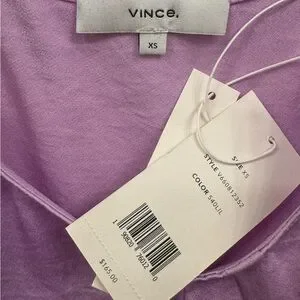 VINCE.
XS
SIZE XS
STYLE V660812352
COLOR 540LIL
$165.00